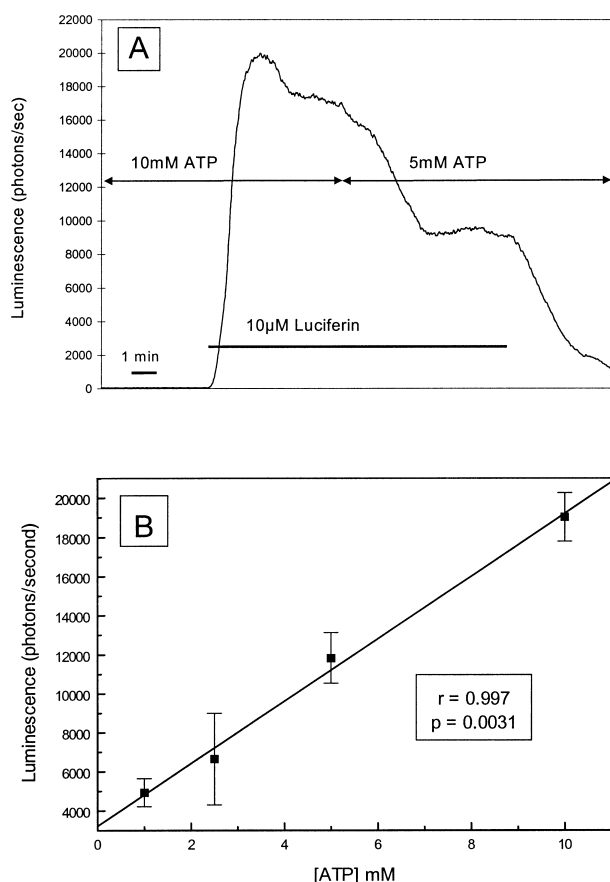 A
Luminescence (photons/sec)
22000
20000
18000
16000
14000
12000
10000
8000
6000
4000
2000
0
10mM ATP
5mM ATP
10µM Luciferin
1 min
B
Luminescence (photons/second)
20000
18000
16000
14000
12000
10000
8000
6000
4000
r = 0.997
p = 0.0031
0 2 4 6 8 10
[ATP] mM